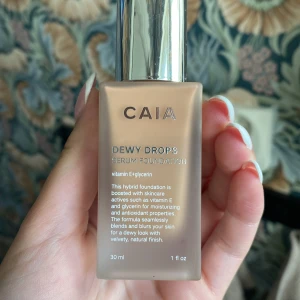 CAIA
DEWY DROPS
SERUM FOUNDATION
vitamin E+glycerin
This hybrid foundation is
boosted with skincare
actives such as vitamin E
and glycerin for moisturizing
and antioxidant properties.
The formula seamlessly
blends and blurs your skin
for a dewy look with
velvety, natural finish.
30 ml
1 fl oz